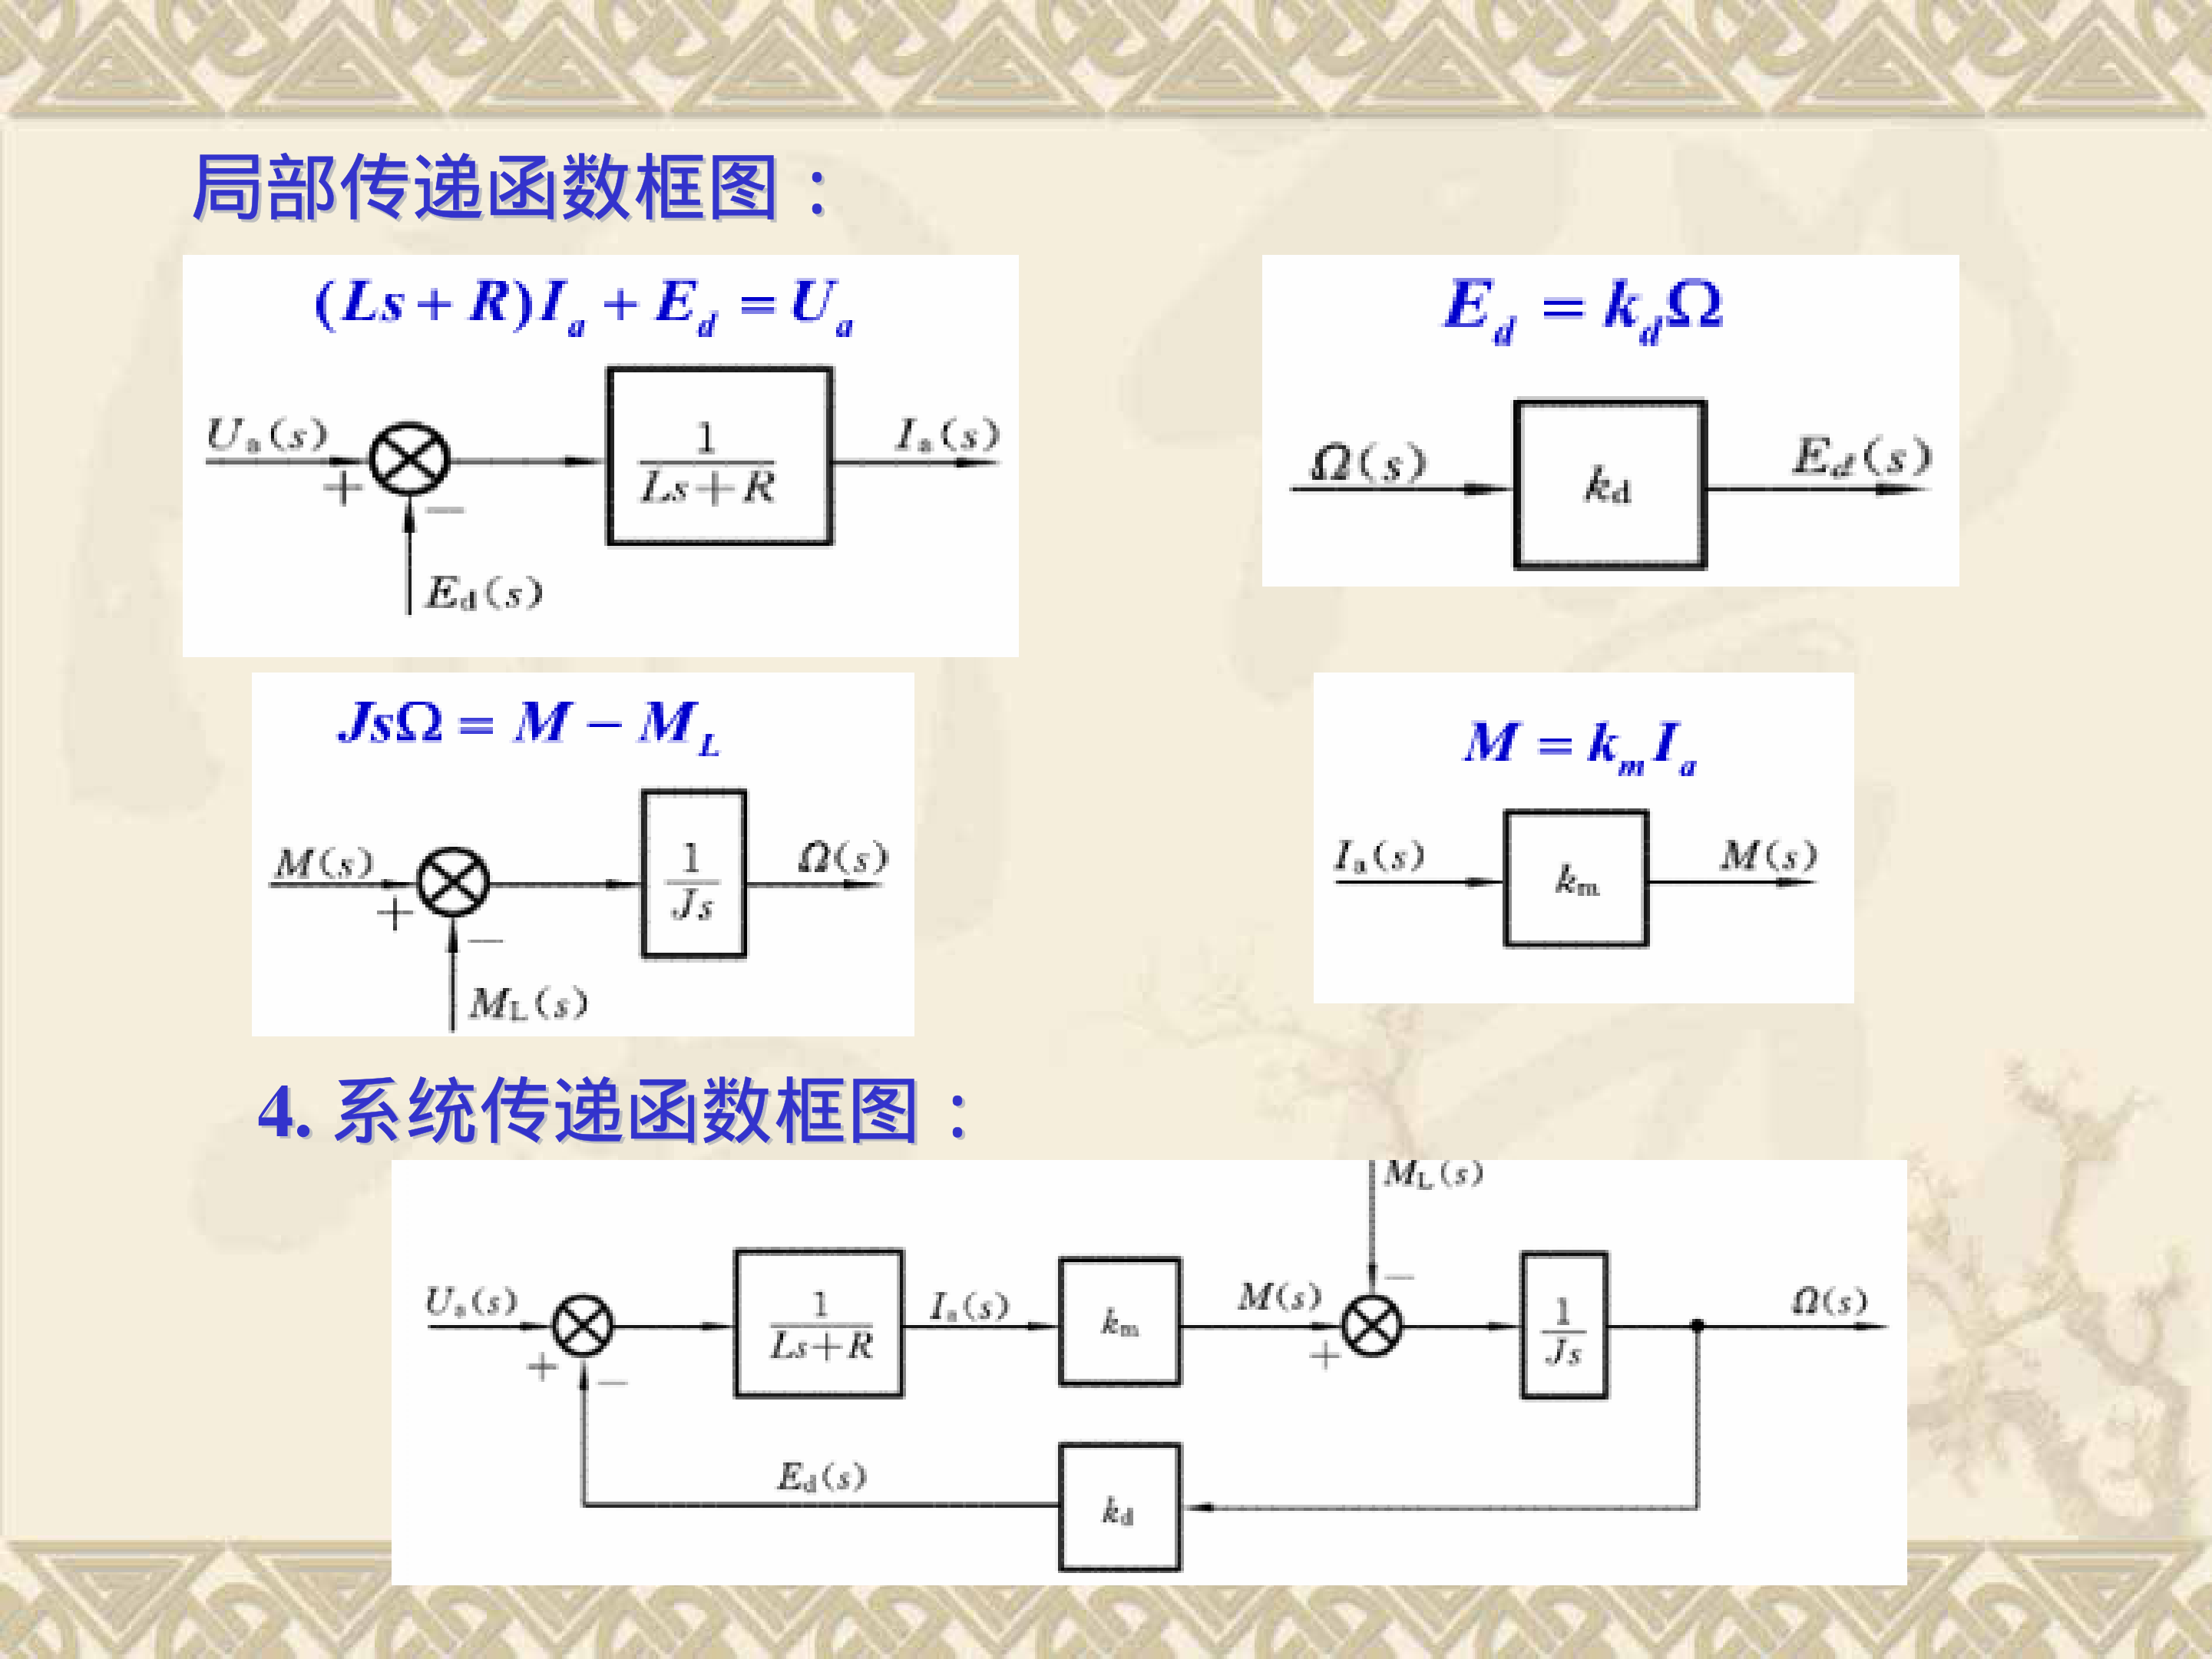 局部传递函数框图：
(Ls + R)I_a + E_d = U_a
U_a(s)
+
−
E_d(s)
1
Ls+R
I_a(s)
E_d = k_dΩ
Ω(s)
k_d
E_d(s)
JsΩ = M − M_L
M(s)
+
−
M_L(s)
1
Js
Ω(s)
M = k_m I_a
I_a(s)
k_m
M(s)
4. 系统传递函数框图：
M_L(s)
−
U_a(s)
+
−
1
Ls+R
I_a(s)
k_m
M(s)
+
1
Js
Ω(s)
E_d(s)
k_d